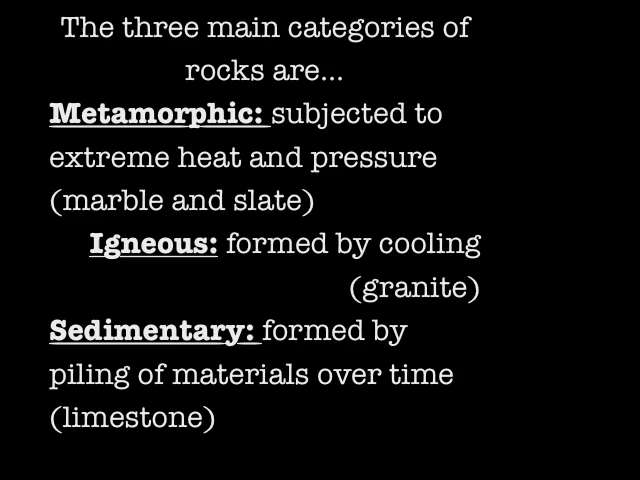 The three main categories of
rocks are...
Metamorphic: subjected to
extreme heat and pressure
(marble and slate)
Igneous: formed by cooling
(granite)
Sedimentary: formed by
piling of materials over time
(limestone)